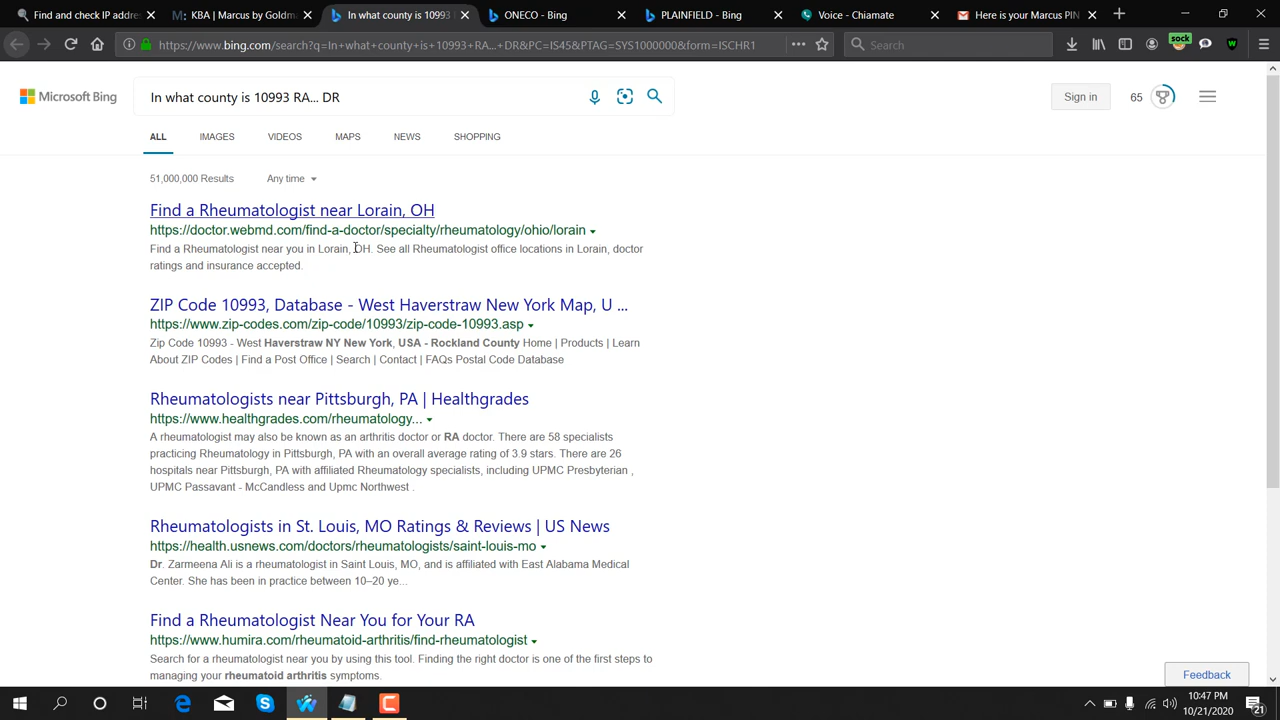 Find and check IP addre
KBA | Marcus by Goldma
In what county is 10993
ONECO - Bing
PLAINFIELD - Bing
Voice - Chiamate
Here is your Marcus PIN
https://www.bing.com/search?q=In+what+county+is+10993+RA...+DR&PC=IS45&PTAG=SYS1000000&form=ISCHR1
Search
sock
Microsoft Bing
In what county is 10993 RA... DR
Sign in
65
ALL
IMAGES
VIDEOS
MAPS
NEWS
SHOPPING
51,000,000 Results
Any time
Find a Rheumatologist near Lorain, OH
https://doctor.webmd.com/find-a-doctor/specialty/rheumatology/ohio/lorain
Find a Rheumatologist near you in Lorain, OH. See all Rheumatologist office locations in Lorain, doctor
ratings and insurance accepted.
ZIP Code 10993, Database - West Haverstraw New York Map, U ...
https://www.zip-codes.com/zip-code/10993/zip-code-10993.asp
Zip Code 10993 - West Haverstraw NY New York, USA - Rockland County Home | Products | Learn
About ZIP Codes | Find a Post Office | Search | Contact | FAQs Postal Code Database
Rheumatologists near Pittsburgh, PA | Healthgrades
https://www.healthgrades.com/rheumatology...
A rheumatologist may also be known as an arthritis doctor or RA doctor. There are 58 specialists
practicing Rheumatology in Pittsburgh, PA with an overall average rating of 3.9 stars. There are 26
hospitals near Pittsburgh, PA with affiliated Rheumatology specialists, including UPMC Presbyterian ,
UPMC Passavant - McCandless and Upmc Northwest .
Rheumatologists in St. Louis, MO Ratings & Reviews | US News
https://health.usnews.com/doctors/rheumatologists/saint-louis-mo
Dr. Zarmeena Ali is a rheumatologist in Saint Louis, MO, and is affiliated with East Alabama Medical
Center. She has been in practice between 10–20 ye...
Find a Rheumatologist Near You for Your RA
https://www.humira.com/rheumatoid-arthritis/find-rheumatologist
Search for a rheumatologist near you by using this tool. Finding the right doctor is one of the first steps to
managing your rheumatoid arthritis symptoms.
Feedback
10:47 PM
10/21/2020
21